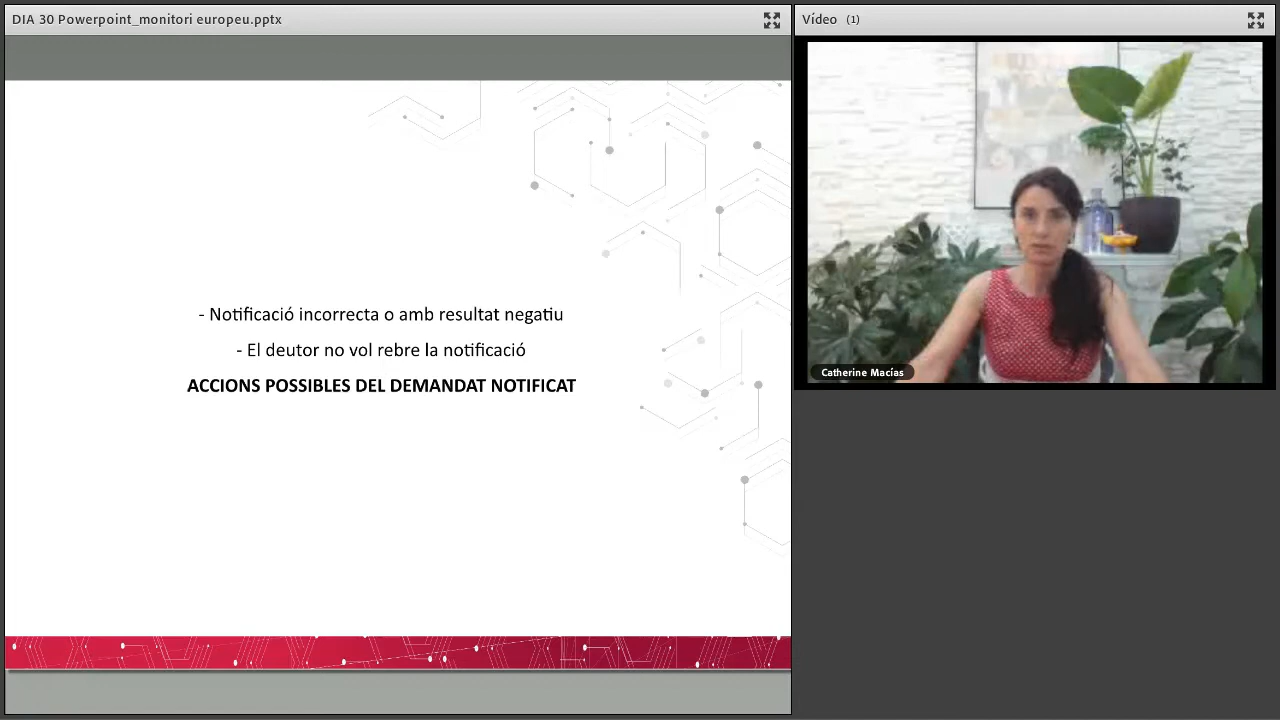 DIA 30 Powerpoint_monitori europeu.pptx
Vídeo (1)
- Notificació incorrecta o amb resultat negatiu
- El deutor no vol rebre la notificació
ACCIONS POSSIBLES DEL DEMANDAT NOTIFICAT
Catherine Macías